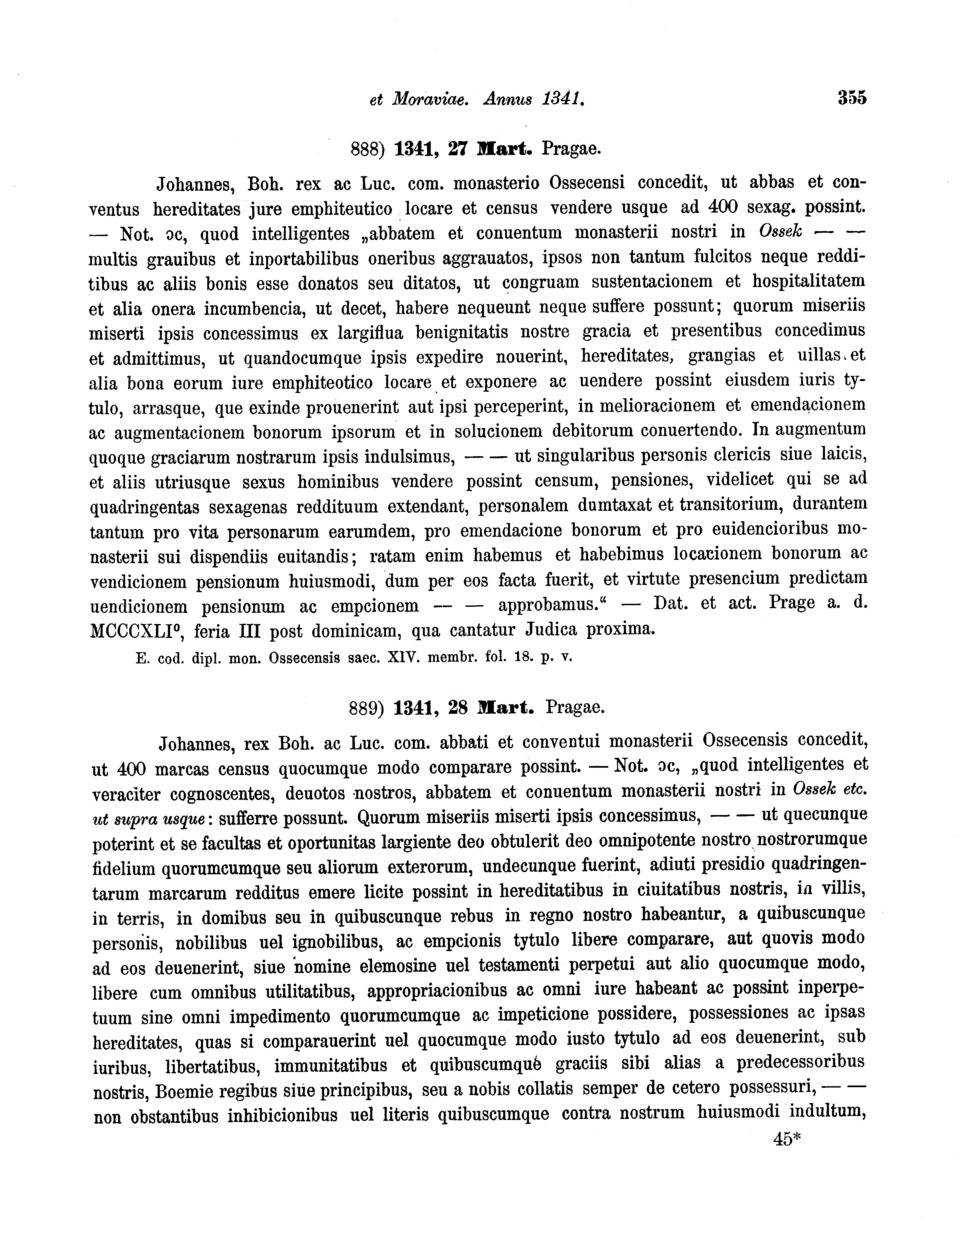 et Moraviae. Annus 1341. 355
888) 1341, 27 Mart. Pragae.
Johannes, Boh. rex ac Luc. com. monasterio Ossecensi concedit, ut abbas et con-
ventus hereditates jure emphiteutico locare et census vendere usque ad 400 sexag. possint.
— Not. ɔc, quod intelligentes „abbatem et conuentum monasterii nostri in Ossek — —
multis grauibus et inportabilibus oneribus aggrauatos, ipsos non tantum fulcitos neque reddi-
tibus ac aliis bonis esse donatos seu ditatos, ut congruam sustentacionem et hospitalitatem
et alia onera incumbencia, ut decet, habere nequeunt neque suffere possunt; quorum miseriis
miserti ipsis concessimus ex largiflua benignitatis nostre gracia et presentibus concedimus
et admittimus, ut quandocumque ipsis expedire nouerint, hereditates, grangias et uillas et
alia bona eorum iure emphiteotico locare et exponere ac uendere possint eiusdem iuris ty-
tulo, arrasque, que exinde prouenerint aut ipsi perceperint, in melioracionem et emendacionem
ac augmentacionem bonorum ipsorum et in solucionem debitorum conuertendo. In augmentum
quoque graciarum nostrarum ipsis indulsimus, — — ut singularibus personis clericis siue laicis,
et aliis utriusque sexus hominibus vendere possint censum, pensiones, videlicet qui se ad
quadringentas sexagenasreddituum extendant, personalem dumtaxat et transitorium, durantem
tantum pro vita personarum earumdem, pro emendacione bonorum et pro euidencioribus mo-
nasterii sui dispendiis euitandis; ratam enim habemus et habebimus locacionem bonorum ac
vendicionem pensionum huiusmodi, dum per eos facta fuerit, et virtute presencium predictam
uendicionem pensionum ac empcionem — — approbamus.“ — Dat. et act. Prage a. d.
MCCCXLI⁰, feria III post dominicam, qua cantatur Judica proxima.
E. cod. dipl. mon. Ossecensis saec. XIV. membr. fol. 18. p. v.
889) 1341, 28 Mart. Pragae.
Johannes, rex Boh. ac Luc. com. abbati et conventui monasterii Ossecensis concedit,
ut 400 marcas census quocumque modo comparare possint. — Not. ɔc, „quod intelligentes et
veraciter cognoscentes, deuotos nostros, abbatem et conuentum monasterii nostri in Ossek etc.
ut supra usque: sufferre possunt. Quorum miseriis miserti ipsis concessimus, — — ut quecunque
poterint et se facultas et oportunitas largiente deo obtulerit deo omnipotente nostro nostrorumque
fidelium quorumcumque seu aliorum exterorum, undecunque fuerint, adiuti presidio quadringen-
tarum marcarum redditus emere licite possint in hereditatibus in ciuitatibus nostris, in villis,
in terris, in domibus seu in quibuscunque rebus in regno nostro habeantur, a quibuscunque
personis, nobilibus uel ignobilibus, ac empcionis tytulo libere comparare, aut quovis modo
ad eos deuenerint, siue nomine elemosine uel testamenti perpetui aut alio quocumque modo,
libere cum omnibus utilitatibus, appropriacionibus ac omni iure habeant ac possint inperpe-
tuum sine omni impedimento quorumcumque ac impeticione possidere, possessiones ac ipsas
hereditates, quas si comparauerint uel quocumque modo iusto tytulo ad eos deuenerint, sub
iuribus, libertatibus, immunitatibus et quibuscumque graciis sibi alias a predecessoribus
nostris, Boemie regibus siue principibus, seu a nobis collatis semper de cetero possessuri, — —
non obstantibus inhibicionibus uel literis quibuscumque contra nostrum huiusmodi indultum,
45*